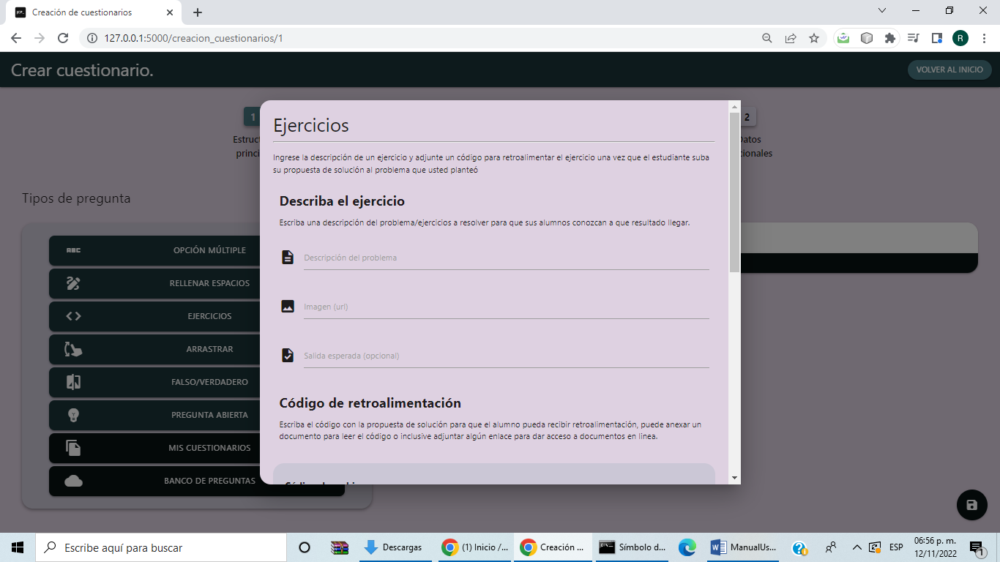 Creación de cuestionarios
127.0.0.1:5000/creacion_cuestionarios/1
R
Crear cuestionario.
VOLVER AL INICIO
1
2
Estruct
princi
Datos
cionales
Tipos de pregunta
ABC OPCIÓN MÚLTIPLE
RELLENAR ESPACIOS
EJERCICIOS
ARRASTRAR
FALSO/VERDADERO
PREGUNTA ABIERTA
MIS CUESTIONARIOS
BANCO DE PREGUNTAS
Ejercicios
Ingrese la descripción de un ejercicio y adjunte un código para retroalimentar el ejercicio una vez que el estudiante suba
su propuesta de solución al problema que usted planteó
Describa el ejercicio
Escriba una descripción del problema/ejercicios a resolver para que sus alumnos conozcan a que resultado llegar.
Descripción del problema
Imagen (url)
Salida esperada (opcional)
Código de retroalimentación
Escriba el código con la propuesta de solución para que el alumno pueda recibir retroalimentación, puede anexar un
documento para leer el código o inclusive adjuntar algún enlace para dar acceso a documentos en linea.
Escribe aquí para buscar
Descargas
(1) Inicio /...
Creación ...
Símbolo d...
ManualUs...
ESP
06:56 p. m.
12/11/2022
1